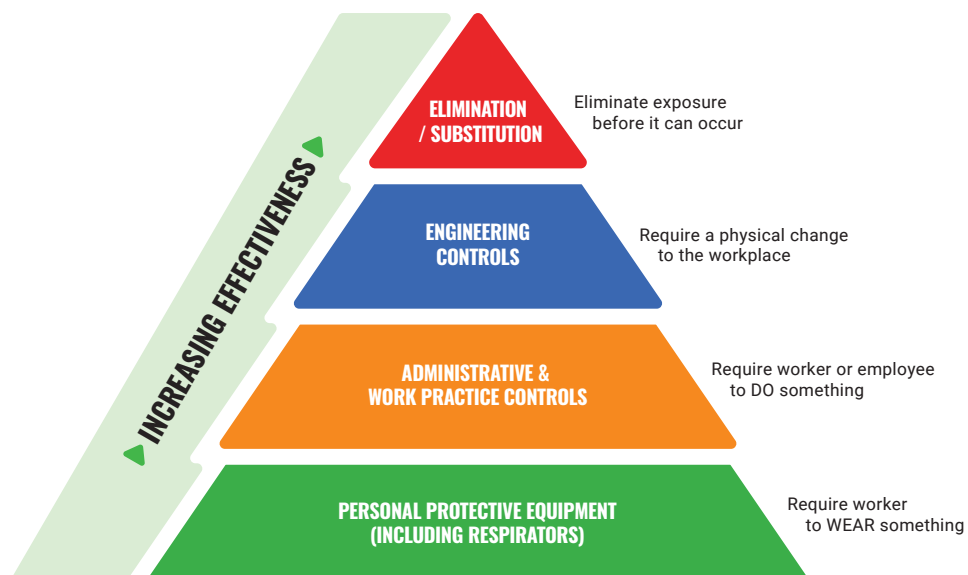 INCREASING EFFECTIVENESS
ELIMINATION
/ SUBSTITUTION
Eliminate exposure
before it can occur
ENGINEERING
CONTROLS
Require a physical change
to the workplace
ADMINISTRATIVE &
WORK PRACTICE CONTROLS
Require worker or employee
to DO something
PERSONAL PROTECTIVE EQUIPMENT
(INCLUDING RESPIRATORS)
Require worker
to WEAR something